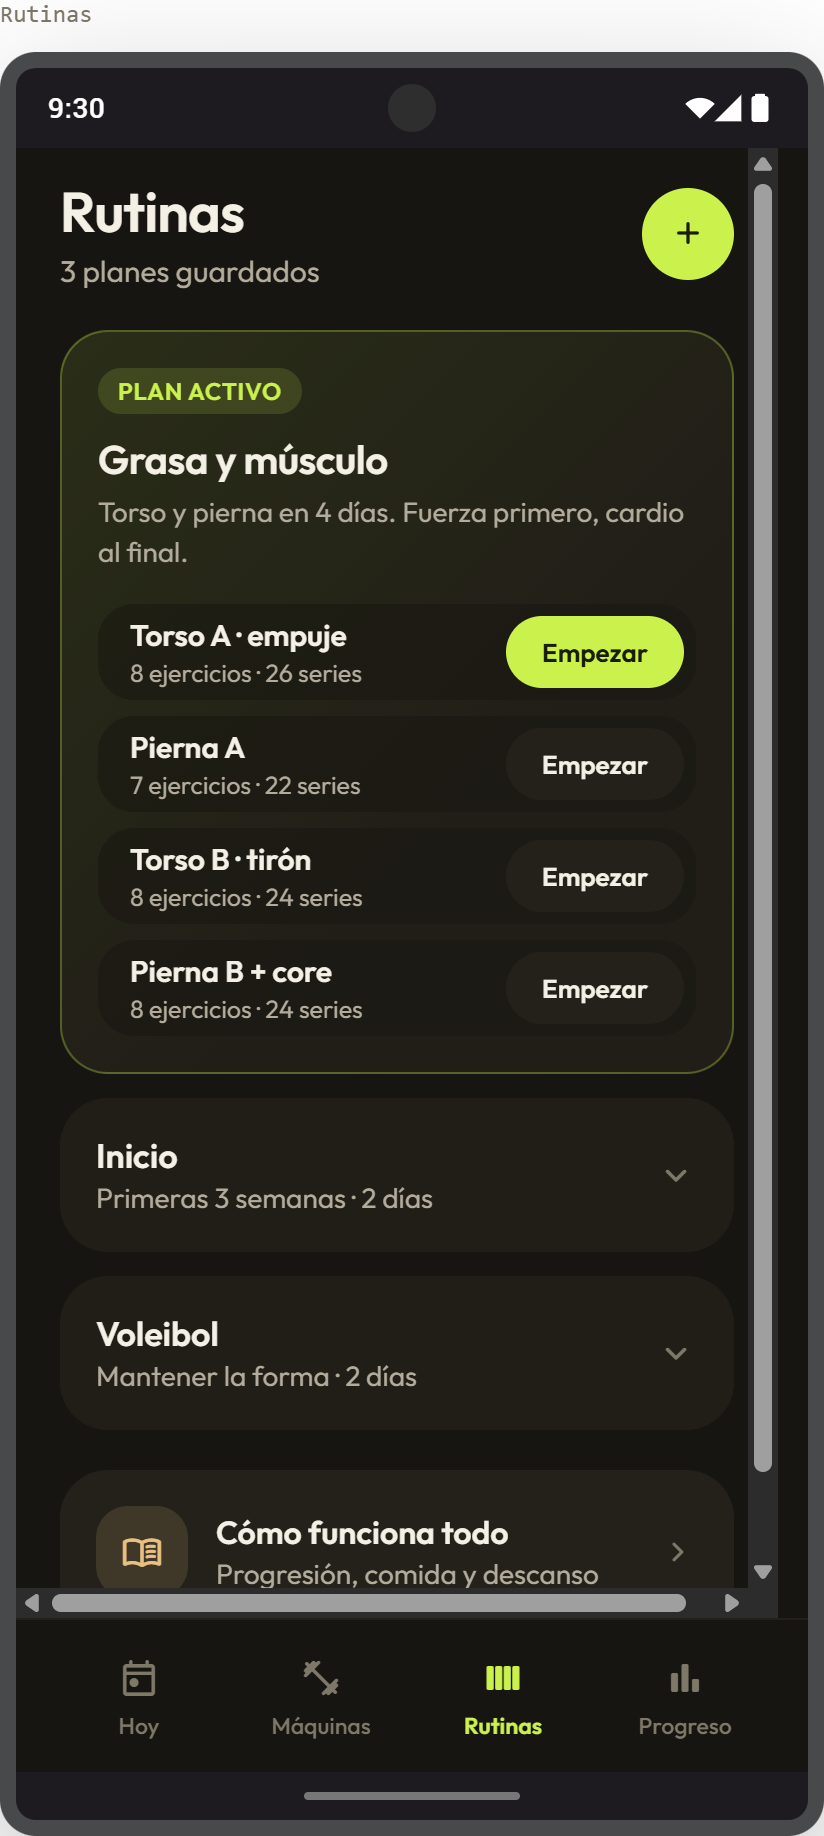 Rutinas
9:30
Rutinas
3 planes guardados
+
PLAN ACTIVO
Grasa y músculo
Torso y pierna en 4 días. Fuerza primero, cardio
al final.
Torso A · empuje
8 ejercicios · 26 series
Empezar
Pierna A
7 ejercicios · 22 series
Empezar
Torso B · tirón
8 ejercicios · 24 series
Empezar
Pierna B + core
8 ejercicios · 24 series
Empezar
Inicio
Primeras 3 semanas · 2 días
Voleibol
Mantener la forma · 2 días
Cómo funciona todo
Progresión, comida y descanso
Hoy
Máquinas
Rutinas
Progreso